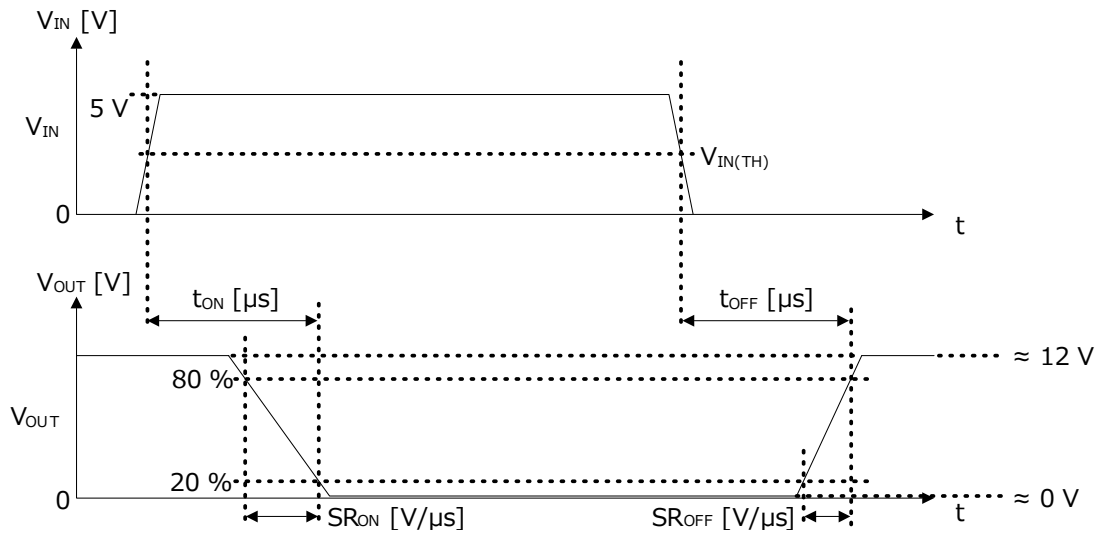 VIN [V]
5 V
VIN
VIN(TH)
0
t
VOUT [V]
tON [µs]
tOFF [µs]
≈ 12 V
80 %
VOUT
20 %
0
≈ 0 V
SRON [V/µs]
SROFF [V/µs]
t